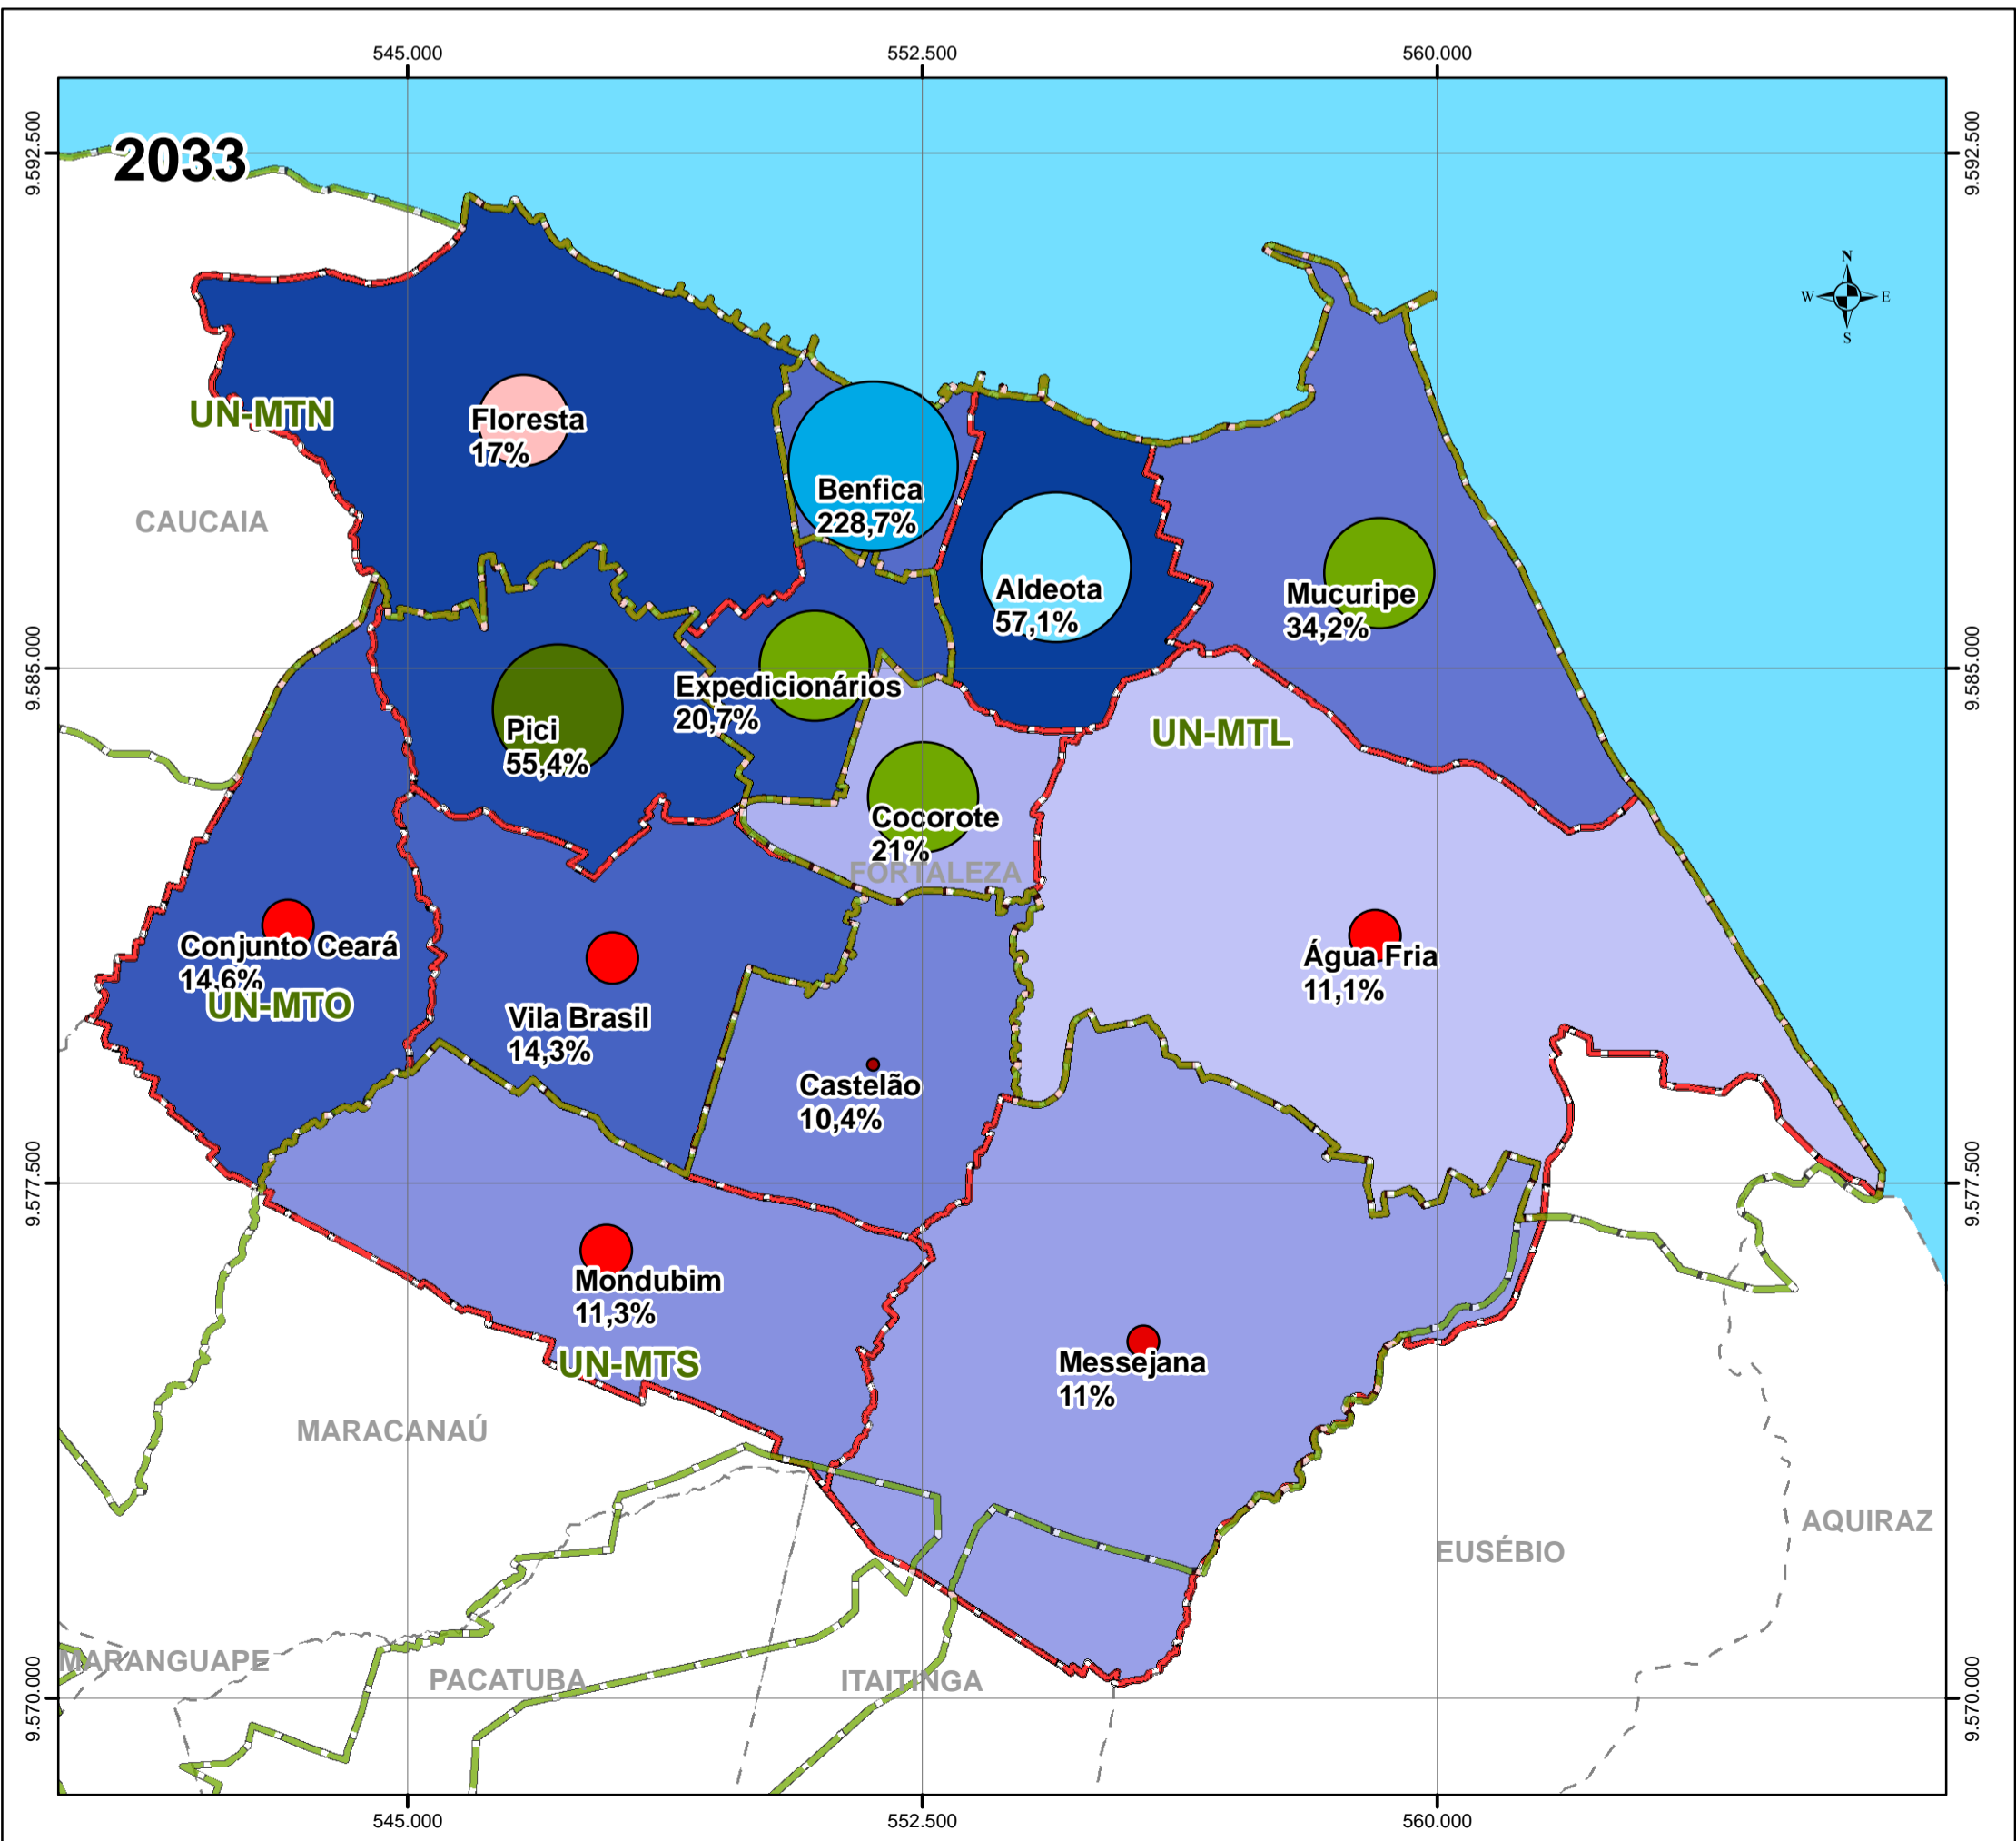 545.000
552.500
560.000
9.592.500
9.592.500
2033
N
W
E
S
UN-MTN
Floresta
17%
Benfica
228,7%
CAUCAIA
Aldeota
57,1%
Mucuripe
34,2%
9.585.000
9.585.000
Expedicionários
20,7%
Pici
55,4%
UN-MTL
Cocorote
21%
FORTALEZA
Conjunto Ceará
14,6%
UN-MTO
Água Fria
11,1%
Vila Brasil
14,3%
Castelão
10,4%
9.577.500
9.577.500
Mondubim
11,3%
UN-MTS
Messejana
11%
MARACANAÚ
AQUIRAZ
EUSÉBIO
MARANGUAPE
PACATUBA
ITAITINGA
9.570.000
9.570.000
545.000
552.500
560.000